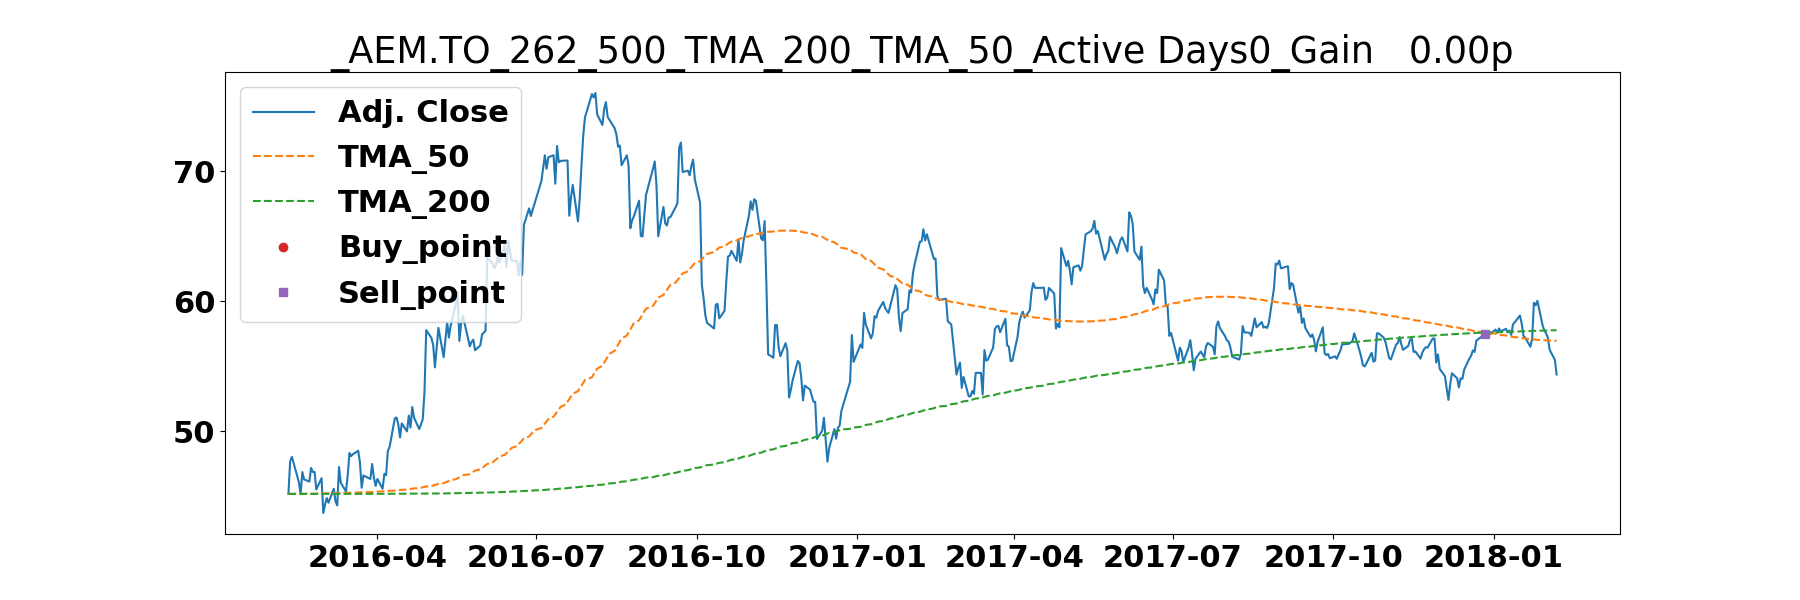 _AEM.TO_262_500_TMA_200_TMA_50_Active Days0_Gain   0.00p
Adj. Close
TMA_50
TMA_200
Buy_point
Sell_point
70
60
50
2016-04 2016-07 2016-10 2017-01 2017-04 2017-07 2017-10 2018-01